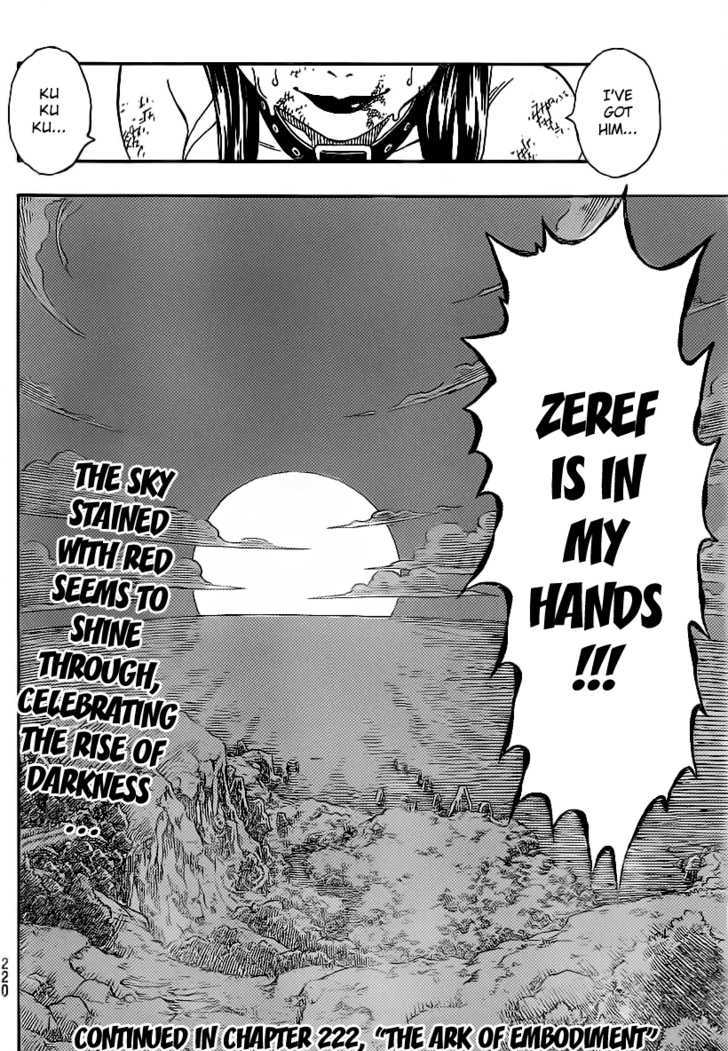 I'VE
GOT
HIM...
KU
KU
KU...
ZEREF
IS IN
MY
HANDS
!!!
THE SKY
STAINED
WITH RED
SEEMS TO
SHINE
THROUGH,
CELEBRATING
THE RISE OF
DARKNESS
...
220
CONTINUED IN CHAPTER 222, "THE ARK OF EMBODIMENT"